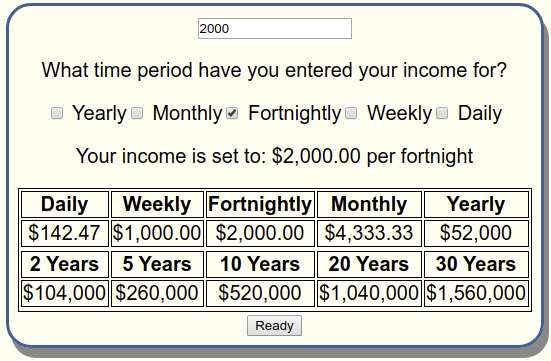 2000
What time period have you entered your income for?
Yearly Monthly Fortnightly Weekly Daily
Your income is set to: $2,000.00 per fortnight
Daily Weekly Fortnightly Monthly Yearly
$142.47 $1,000.00 $2,000.00 $4,333.33 $52,000
2 Years 5 Years 10 Years 20 Years 30 Years
$104,000 $260,000 $520,000 $1,040,000 $1,560,000
Ready